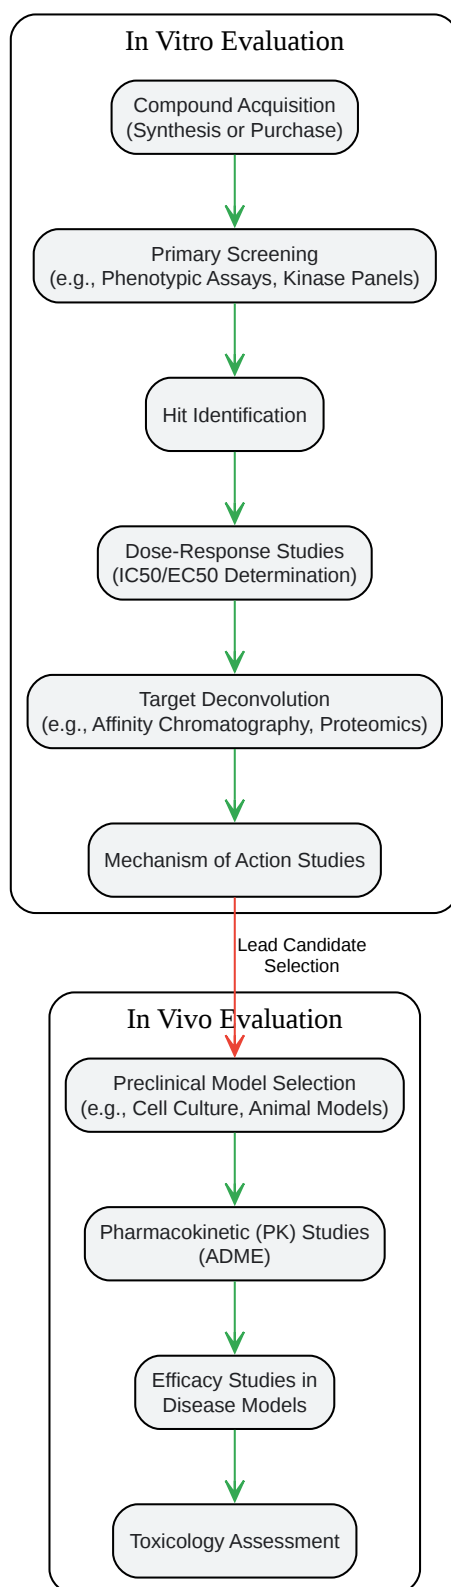 In Vitro Evaluation
Compound Acquisition
(Synthesis or Purchase)
Primary Screening
(e.g., Phenotypic Assays, Kinase Panels)
Hit Identification
Dose-Response Studies
(IC50/EC50 Determination)
Target Deconvolution
(e.g., Affinity Chromatography, Proteomics)
Mechanism of Action Studies
Lead Candidate
Selection
In Vivo Evaluation
Preclinical Model Selection
(e.g., Cell Culture, Animal Models)
Pharmacokinetic (PK) Studies
(ADME)
Efficacy Studies in
Disease Models
Toxicology Assessment